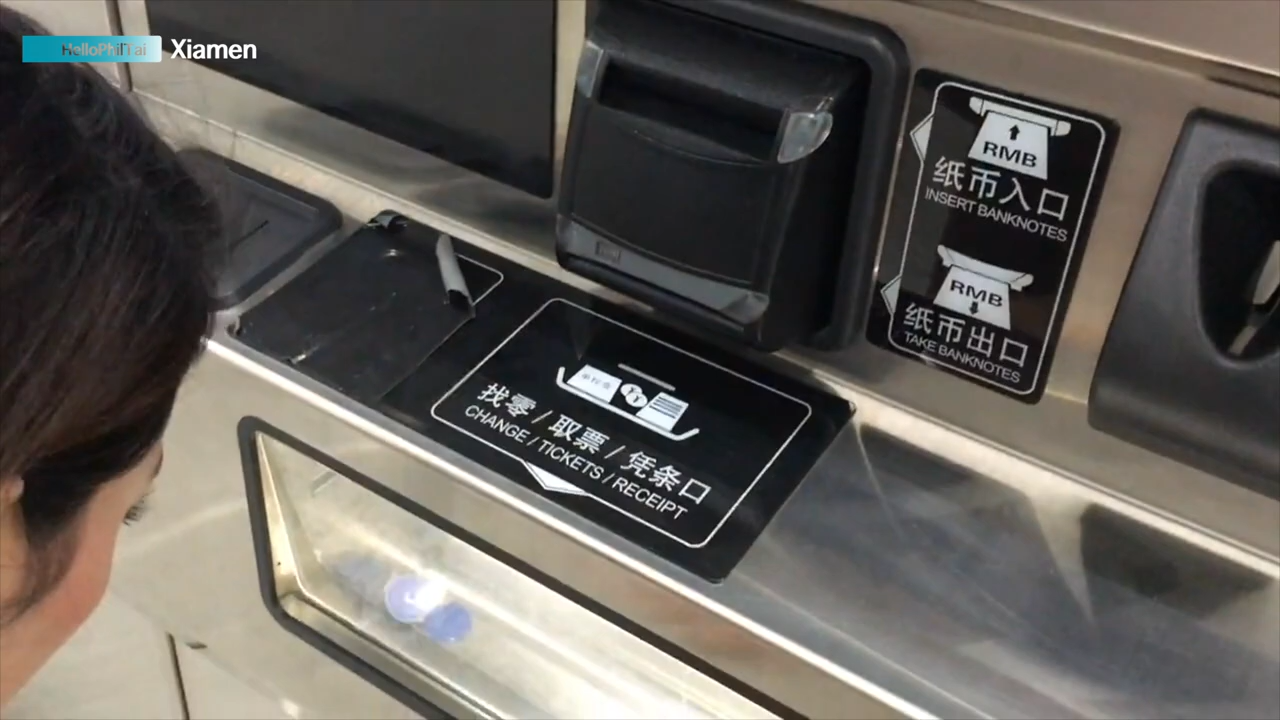 HelloPhilTai Xiamen
RMB
纸币入口
INSERT BANKNOTES
RMB
纸币出口
TAKE BANKNOTES
找零 / 取票 / 凭条口
CHANGE / TICKETS / RECEIPT